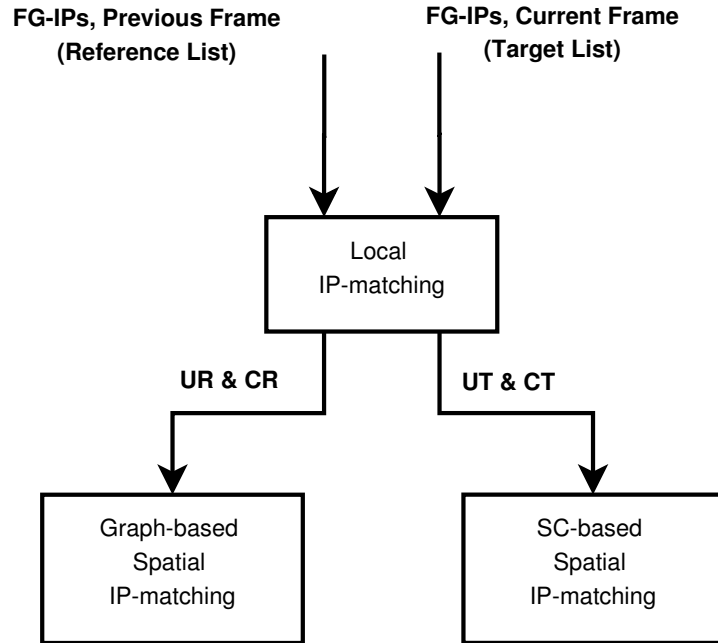 FG-IPs, Previous Frame
(Reference List)
FG-IPs, Current Frame
(Target List)
Local
IP-matching
UR & CR
UT & CT
Graph-based
Spatial
IP-matching
SC-based
Spatial
IP-matching